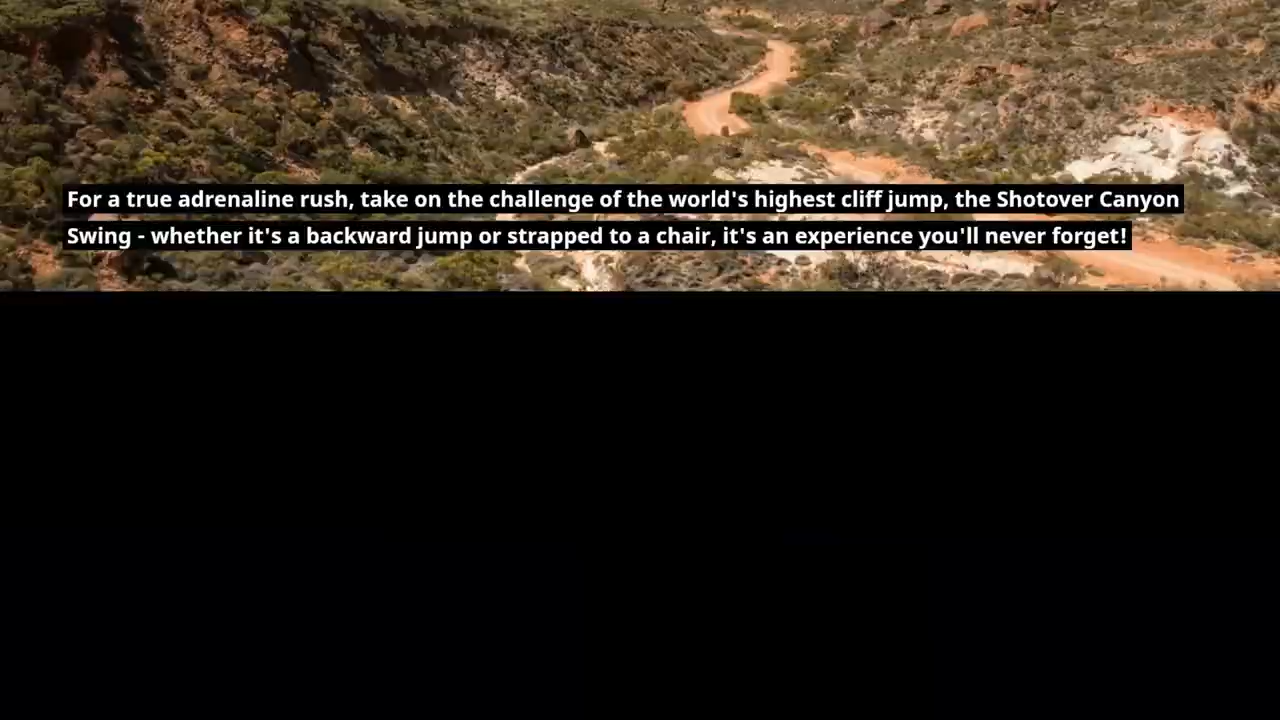 For a true adrenaline rush, take on the challenge of the world's highest cliff jump, the Shotover Canyon
Swing - whether it's a backward jump or strapped to a chair, it's an experience you'll never forget!